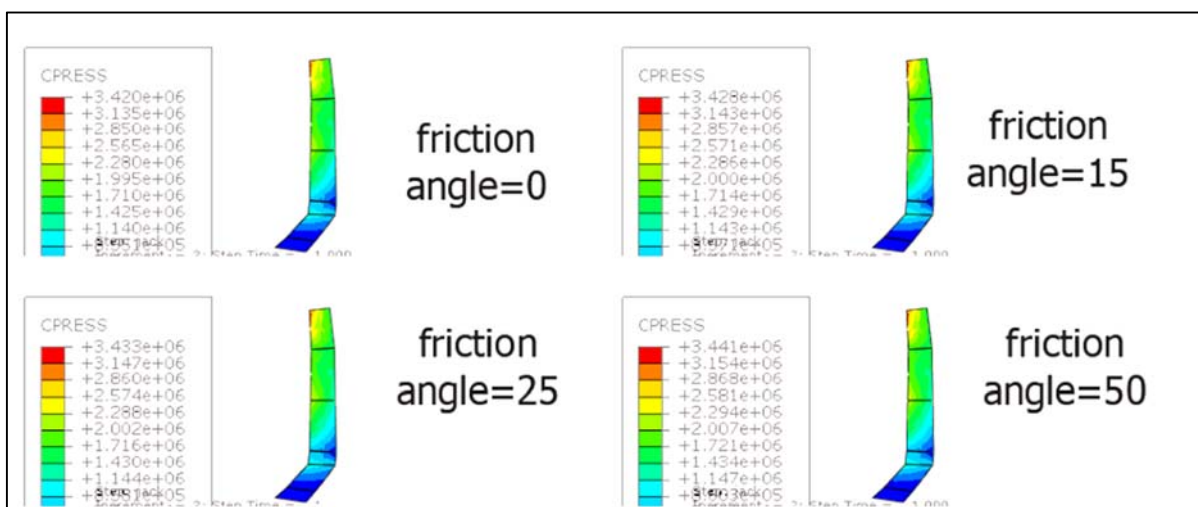 CPRESS
+3.420e+06
+3.135e+06
+2.850e+06
+2.565e+06
+2.280e+06
+1.995e+06
+1.710e+06
+1.425e+06
+1.140e+06
friction
angle=0
CPRESS
+3.428e+06
+3.143e+06
+2.857e+06
+2.571e+06
+2.286e+06
+2.000e+06
+1.714e+06
+1.429e+06
+1.143e+06
friction
angle=15
CPRESS
+3.433e+06
+3.147e+06
+2.860e+06
+2.574e+06
+2.288e+06
+2.002e+06
+1.716e+06
+1.430e+06
+1.144e+06
friction
angle=25
CPRESS
+3.441e+06
+3.154e+06
+2.868e+06
+2.581e+06
+2.294e+06
+2.007e+06
+1.721e+06
+1.434e+06
+1.147e+06
friction
angle=50